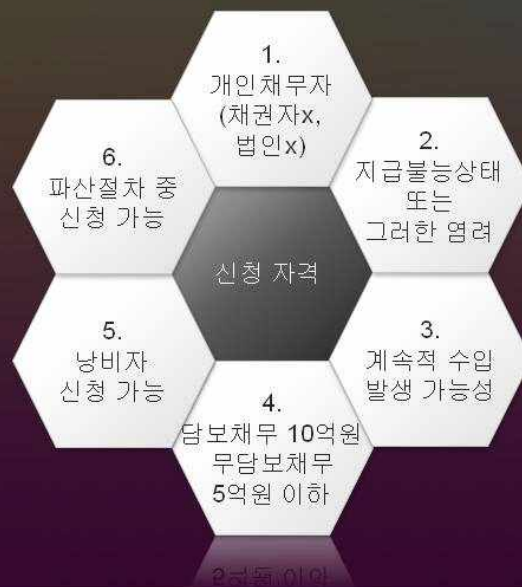 1.
개인채무자
(채권자x,
법인x)
2.
지급불능상태
또는
그러한 염려
3.
계속적 수입
발생 가능성
4.
담보채무 10억원
무담보채무
5억원 이하
5.
낭비자
신청 가능
6.
파산절차 중
신청 가능
신청 자격